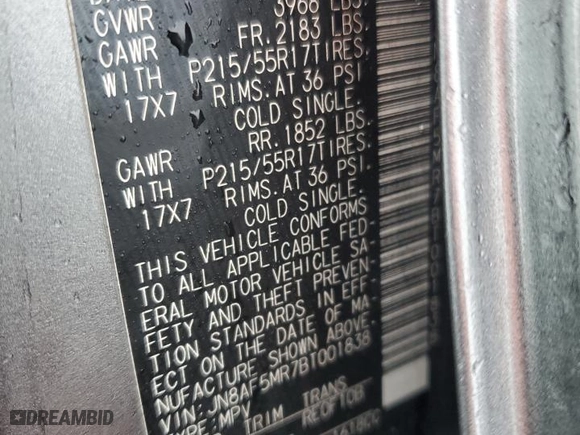 GVWR 3968 LBS.
GAWR FR. 2183 LBS
WITH P215/55R17TIRES.
17X7 RIMS. AT 36 PSI
COLD SINGLE.
GAWR RR. 1852 LBS.
WITH P215/55R17TIRES.
17X7 RIMS. AT 36 PSI.
COLD SINGLE.
THIS VEHICLE CONFORMS
TO ALL APPLICABLE FED-
ERAL MOTOR VEHICLE SA-
FETY AND THEFT PREVEN-
TION STANDARDS IN EFF-
ECT ON THE DATE OF MA-
NUFACTURE SHOWN ABOVE.
VIN: JN8AF5MR7BT001838
TYPE: MPV
TRIM TRANS
DREAMBID